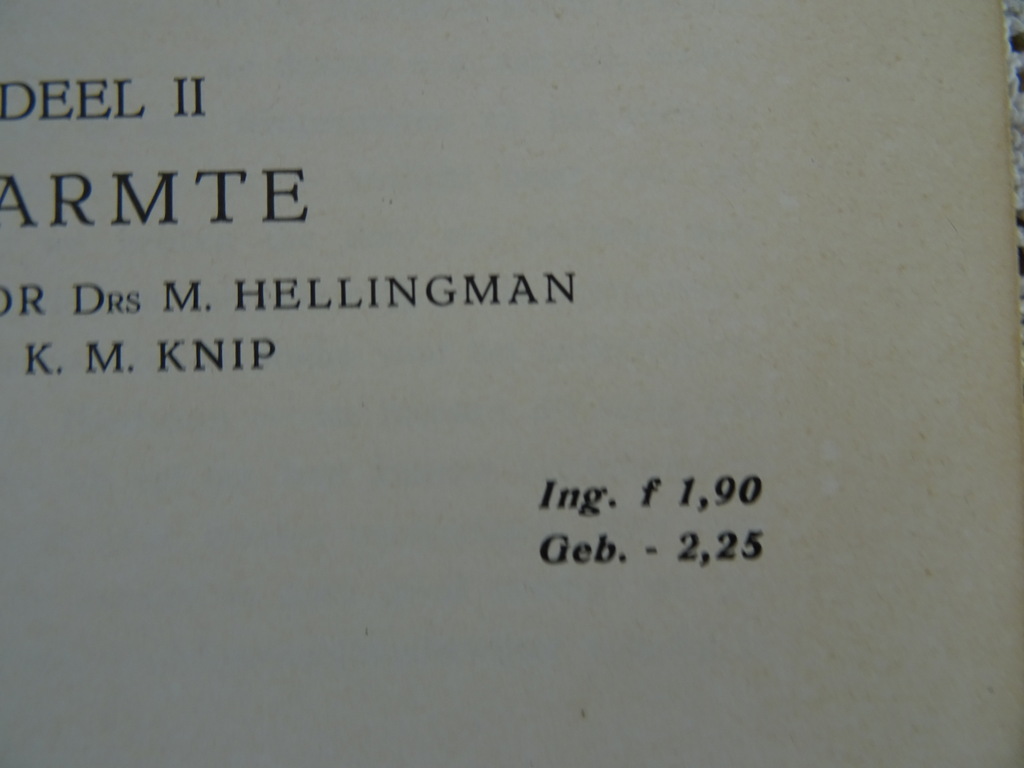 DEEL II
ARMTE
OR DRS M. HELLINGMAN
K. M. KNIP
Ing. f 1,90
Geb. - 2,25